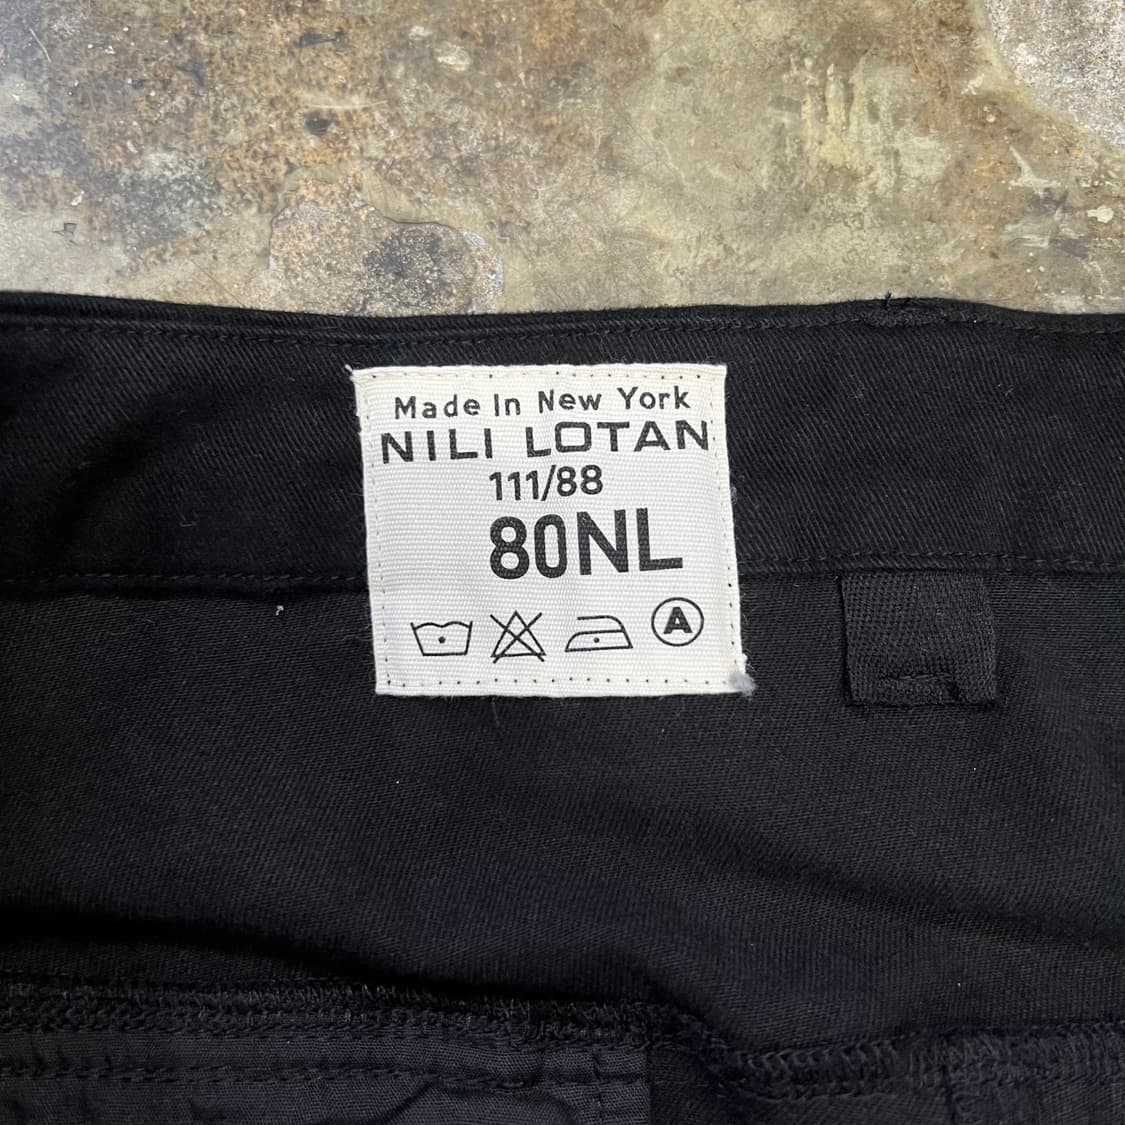 Made In New York
NILI LOTAN
111/88
80NL
A